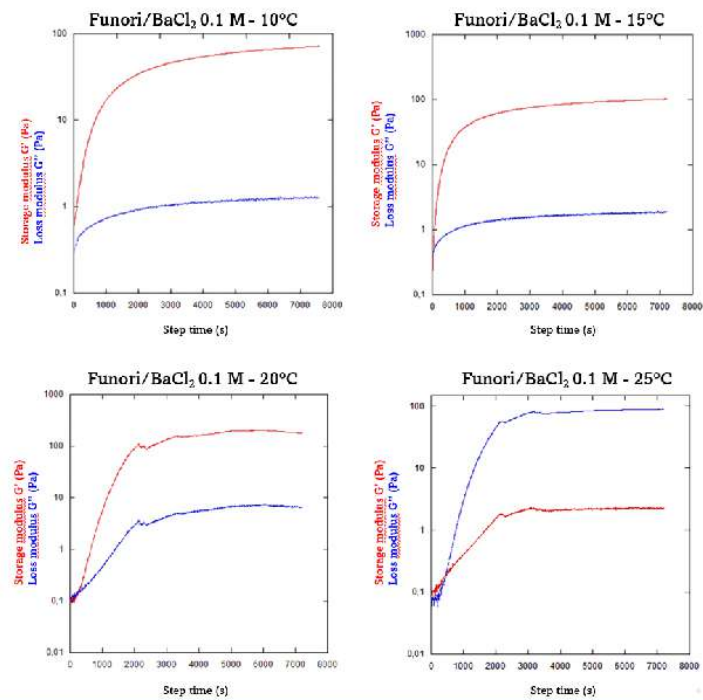 Funori/BaCl₂ 0.1 M - 10ºC
100
10
1
0,1
Storage modulus G' (Pa)
Loss modulus G'' (Pa)
0 1000 2000 3000 4000 5000 6000 7000 8000
Step time (s)
Funori/BaCl₂ 0.1 M - 15ºC
100
10
1
0,1
Storage modulus G' (Pa)
Loss modulus G'' (Pa)
0 1000 2000 3000 4000 5000 6000 7000 8000
Step time (s)
Funori/BaCl₂ 0.1 M - 20ºC
1000
100
10
1
0,1
0,01
Storage modulus G' (Pa)
Loss modulus G'' (Pa)
0 1000 2000 3000 4000 5000 6000 7000 8000
Step time (s)
Funori/BaCl₂ 0.1 M - 25ºC
100
10
1
0,1
0,01
Storage modulus G' (Pa)
Loss modulus G'' (Pa)
0 1000 2000 3000 4000 5000 6000 7000 8000
Step time (s)